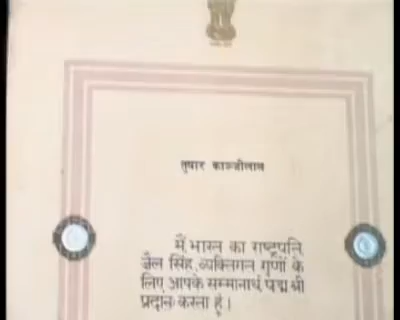 तुषार काञ्जीलाल
मैं भारत का राष्ट्रपति
ज़ैल सिंह, व्यक्तिगत गुणों के
लिए आपके सम्मानार्थ पद्म श्री
प्रदान करता हूं।